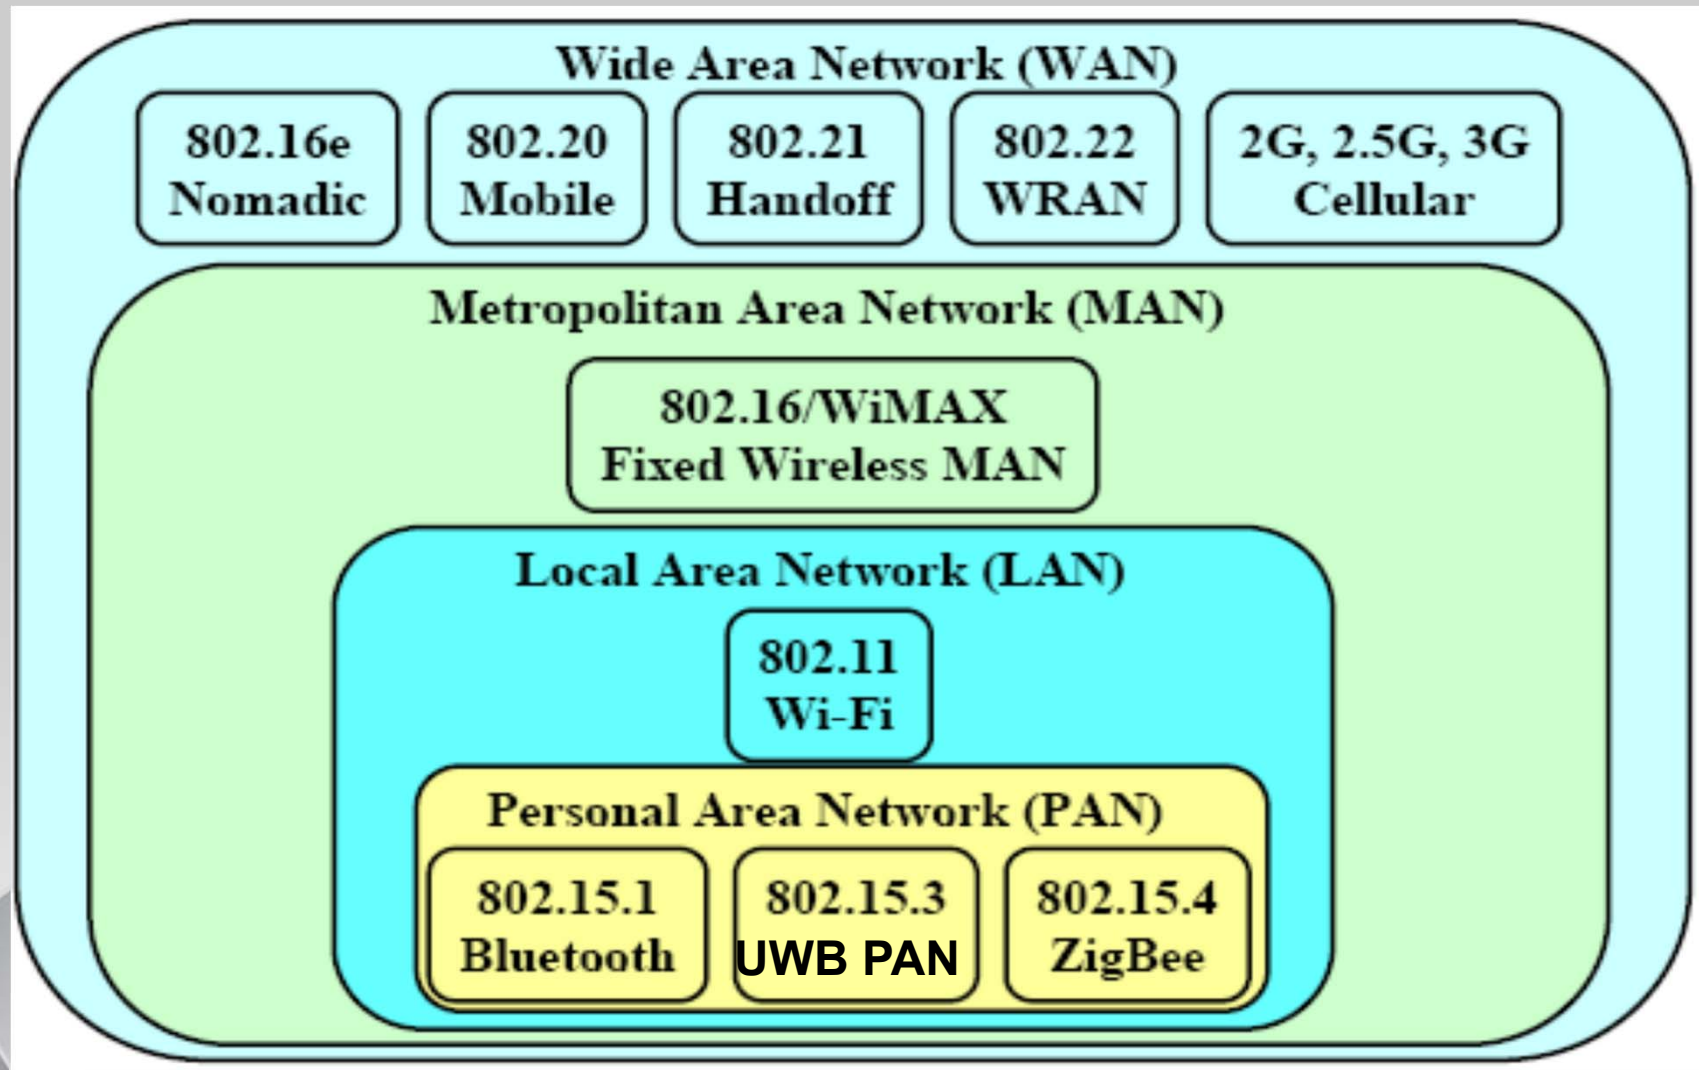 Wide Area Network (WAN)
802.16e
Nomadic
802.20
Mobile
802.21
Handoff
802.22
WRAN
2G, 2.5G, 3G
Cellular
Metropolitan Area Network (MAN)
802.16/WiMAX
Fixed Wireless MAN
Local Area Network (LAN)
802.11
Wi-Fi
Personal Area Network (PAN)
802.15.1
Bluetooth
802.15.3
UWB PAN
802.15.4
ZigBee